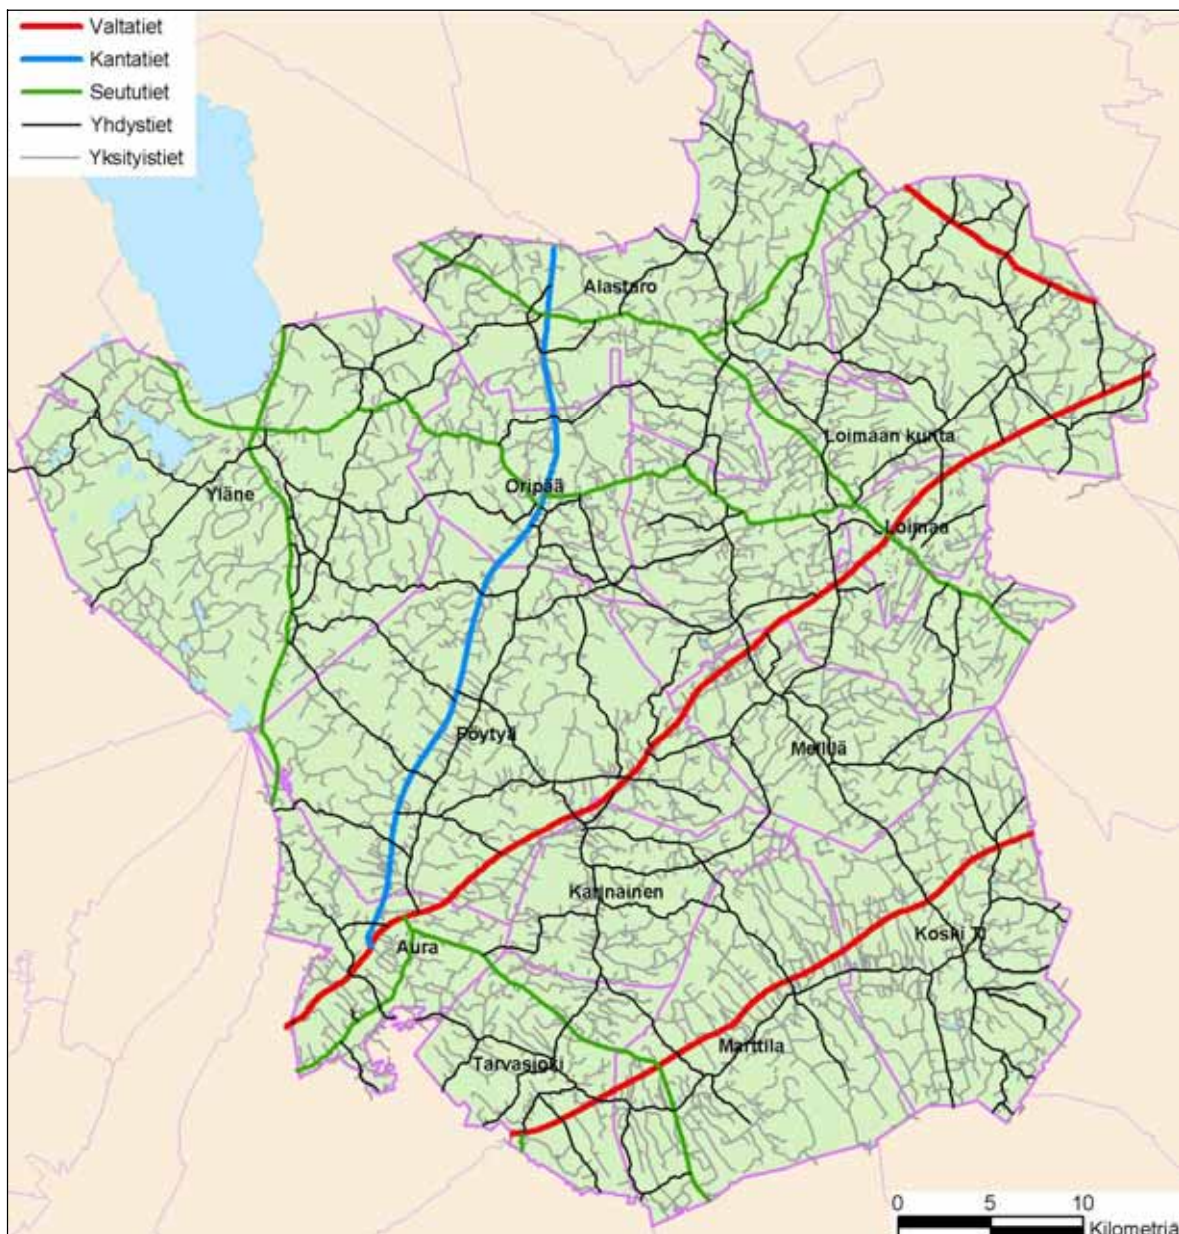 Valtatiet
Kantatiet
Seututiet
Yhdystiet
Yksityistiet
Alastaro
Loimaan kunta
Yläne
Oripää
Loimaa
Pöytyä
Mellilä
Karinainen
Koski Tl
Aura
Marttila
Tarvasjoki
0 5 10
Kilometriä